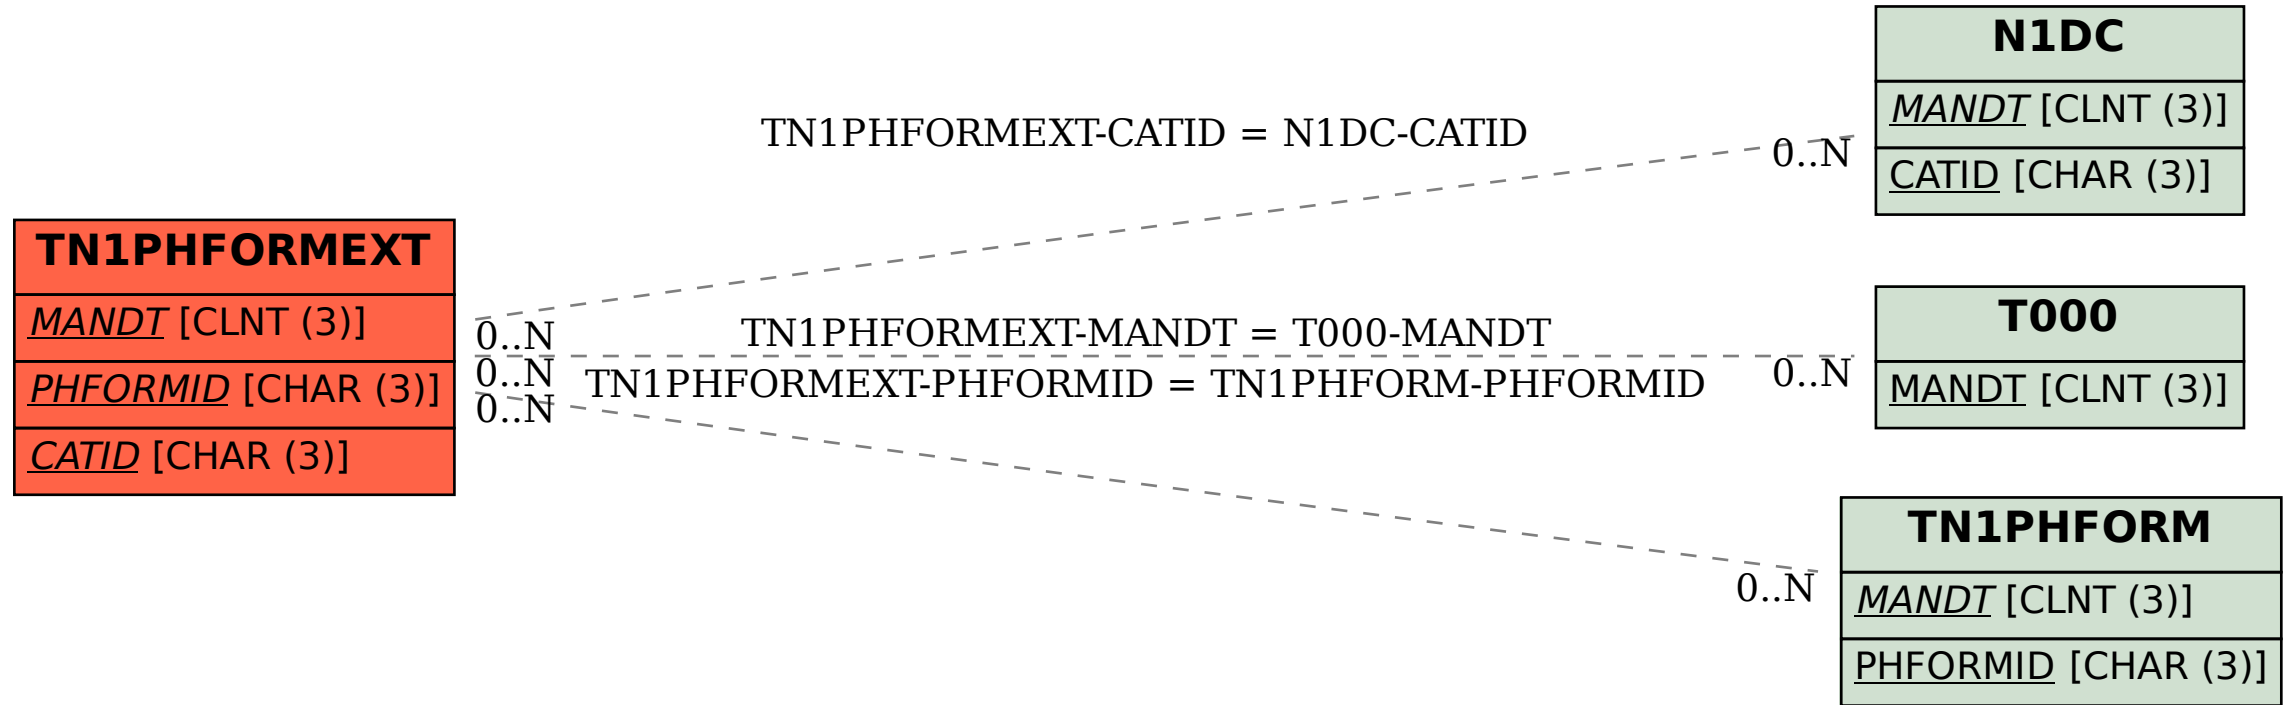 N1DC
MANDT [CLNT (3)]
CATID [CHAR (3)]
TN1PHFORMEXT-CATID = N1DC-CATID
0..N
TN1PHFORMEXT
MANDT [CLNT (3)]
PHFORMID [CHAR (3)]
CATID [CHAR (3)]
0..N
0..N
0..N
TN1PHFORMEXT-MANDT = T000-MANDT
TN1PHFORMEXT-PHFORMID = TN1PHFORM-PHFORMID
0..N
T000
MANDT [CLNT (3)]
0..N
TN1PHFORM
MANDT [CLNT (3)]
PHFORMID [CHAR (3)]